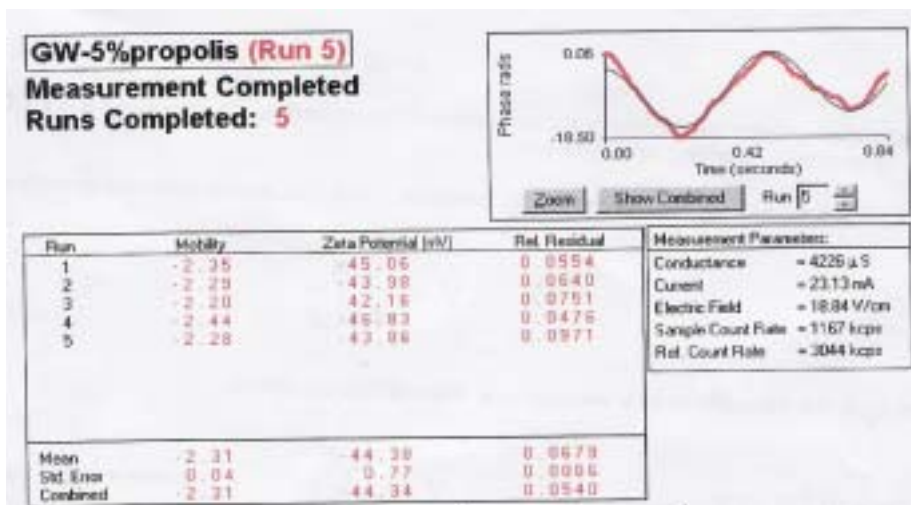 GW-5%propolis (Run 5)
Measurement Completed
Runs Completed: 5
Phase rads
0.06
-18.50
0.00 0.42 0.84
Time (seconds)
Zoom Show Combined Run 5
Run Mobility Zeta Potential (mV) Rel. Residual
1 -2.35 -45.06 0.0554
2 -2.29 -43.98 0.0640
3 -2.20 42.16 0.0751
4 -2.44 -46.83 0.0476
5 -2.28 -43.86 0.0971
Mean -2.31 -44.38 0.0678
Std. Error 0.04 0.77 0.0086
Combined -2.31 -44.34 0.0540
Measurement Parameters:
Conductance = 4226 µS
Current = 23.13 mA
Electric Field = 18.84 V/cm
Sample Count Rate = 1167 kcps
Ref. Count Rate = 3044 kcps